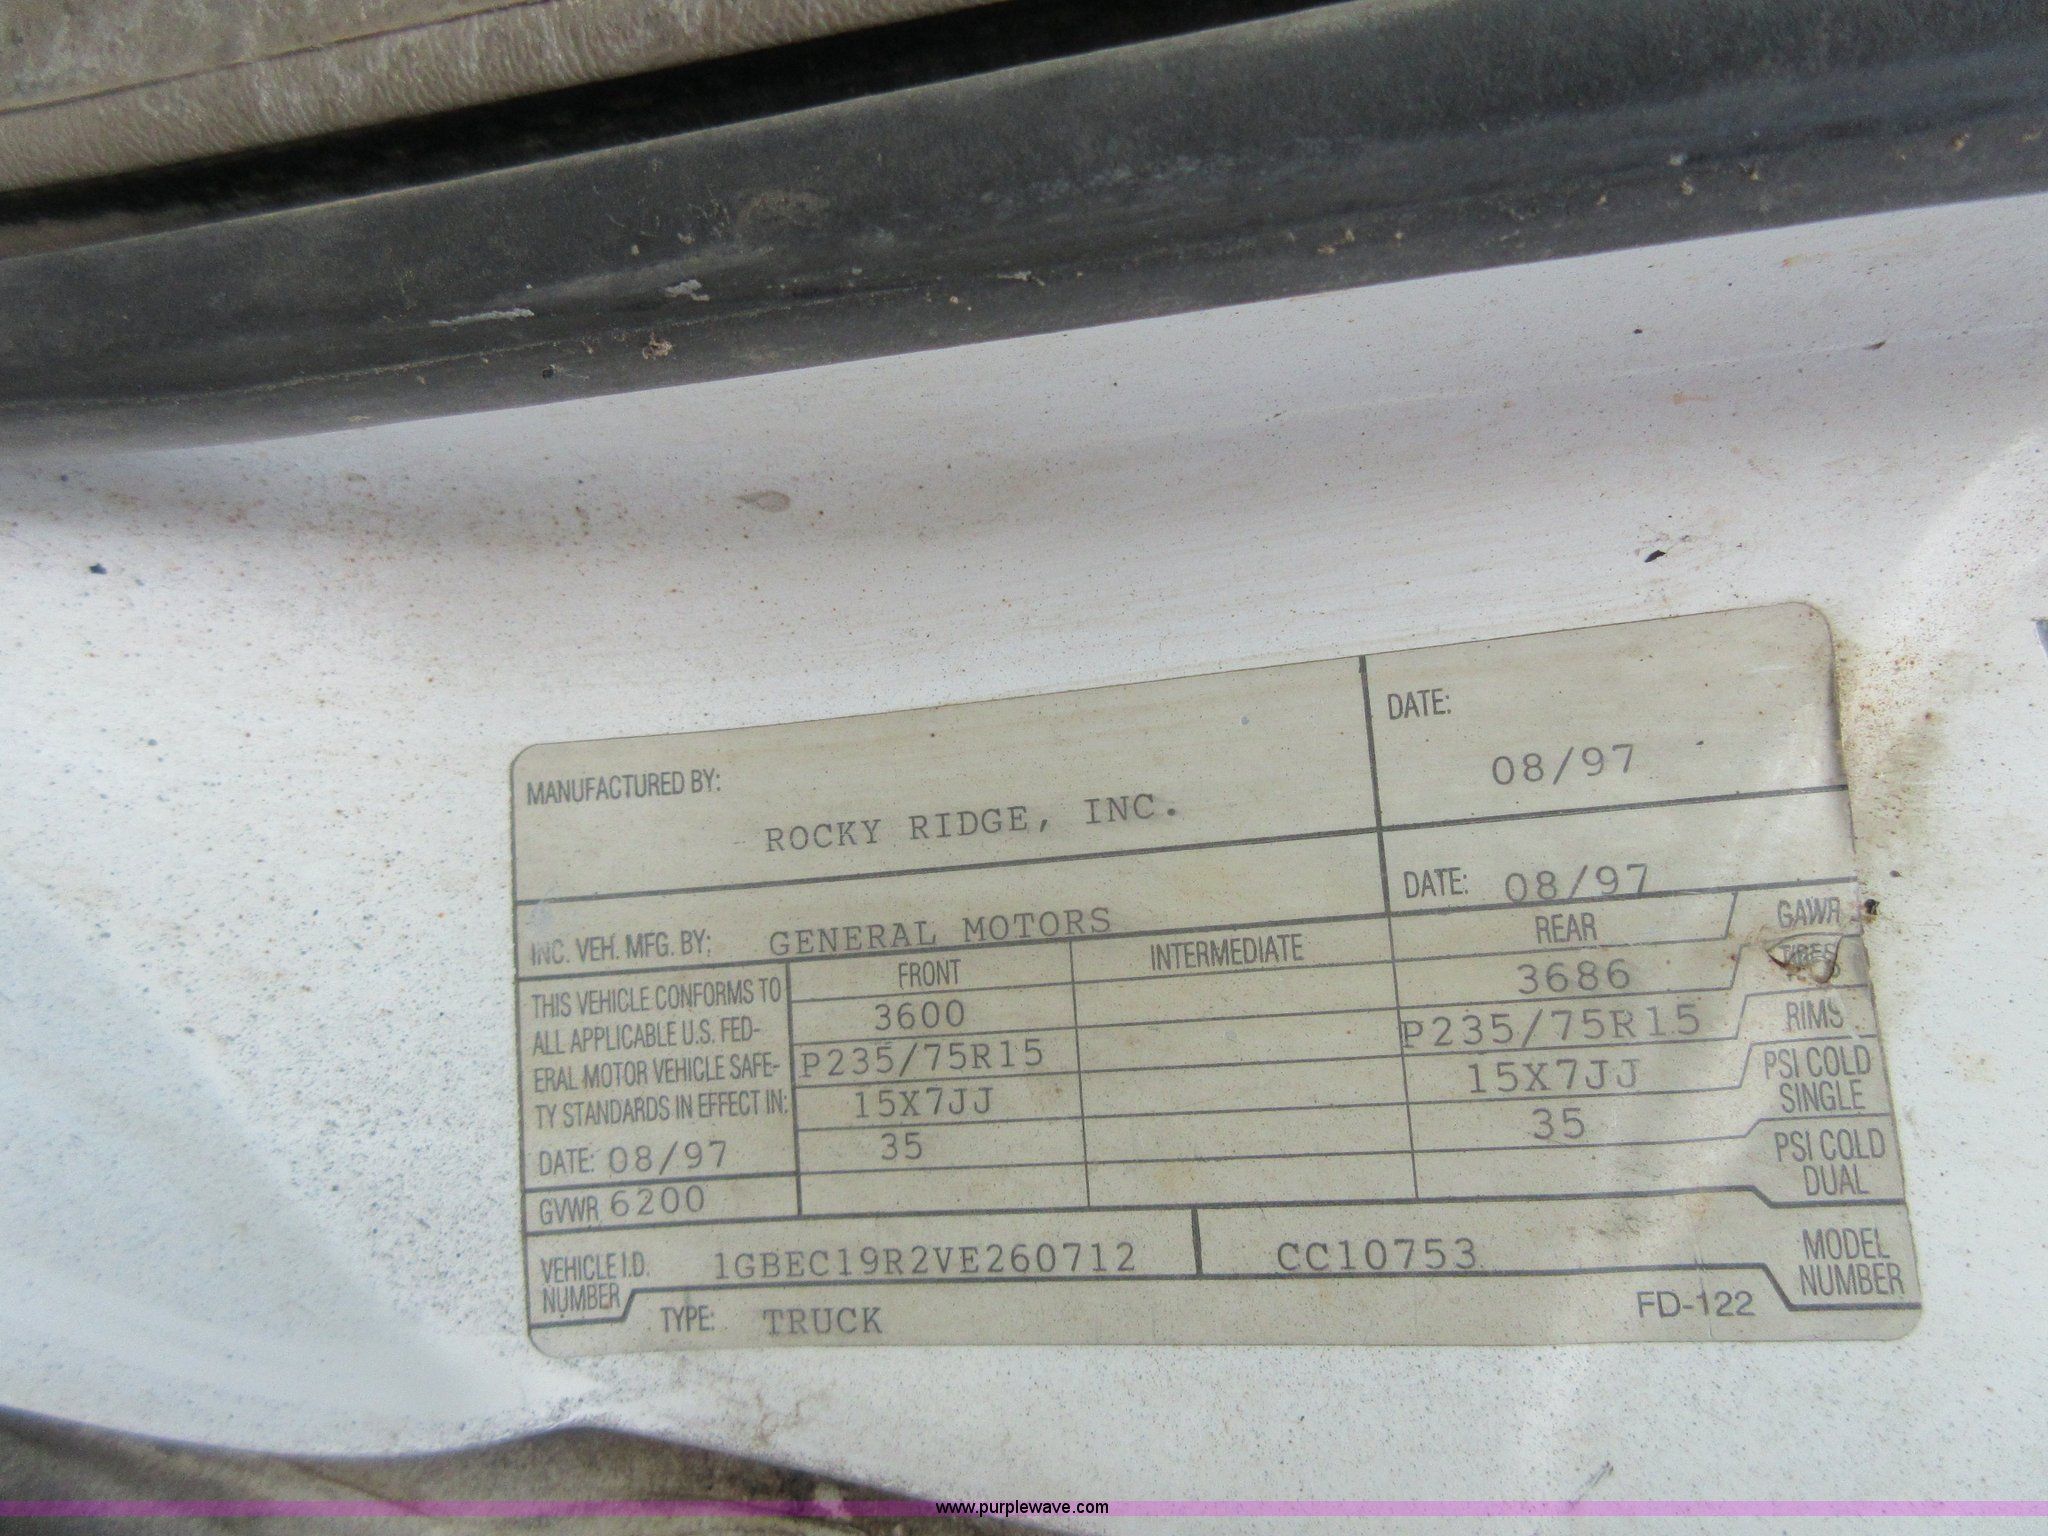 MANUFACTURED BY:
ROCKY RIDGE, INC.
DATE:
08/97
INC. VEH. MFG. BY: GENERAL MOTORS
DATE: 08/97
THIS VEHICLE CONFORMS TO
ALL APPLICABLE U.S. FED-
ERAL MOTOR VEHICLE SAFE-
TY STANDARDS IN EFFECT IN:
DATE: 08/97
GVWR 6200
FRONT INTERMEDIATE REAR
3600 3686 GAWR
P235/75R15 P235/75R15 TIRES
15X7JJ 15X7JJ RIMS
35 35 PSI COLD
SINGLE
PSI COLD
DUAL
VEHICLE I.D.
NUMBER
1GBEC19R2VE260712
CC10753
MODEL
NUMBER
TYPE: TRUCK
FD-122
www.purplewave.com